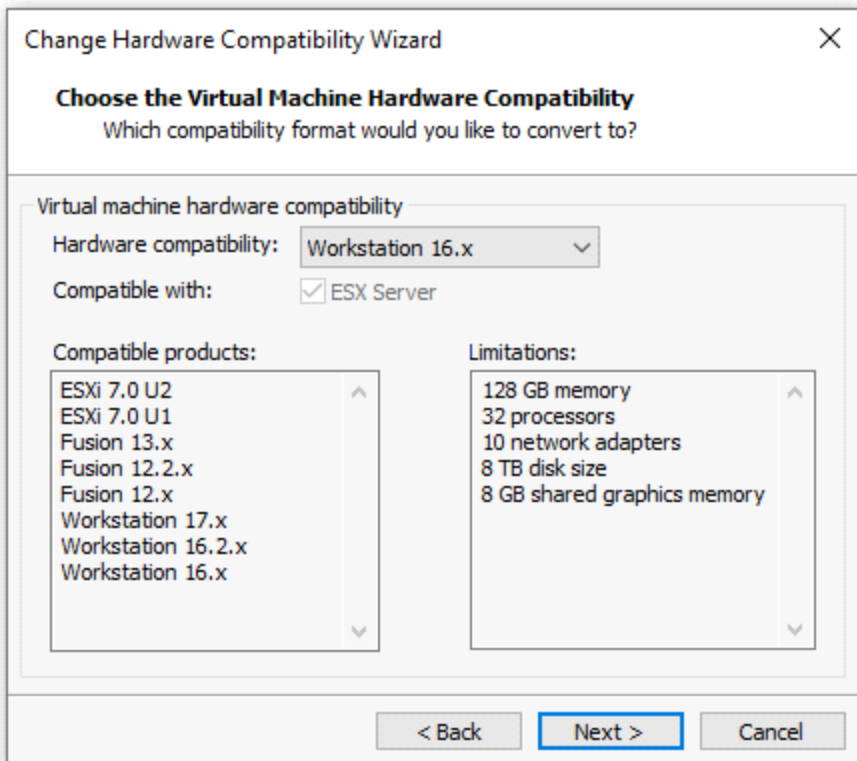 Change Hardware Compatibility Wizard
Choose the Virtual Machine Hardware Compatibility
Which compatibility format would you like to convert to?
Virtual machine hardware compatibility
Hardware compatibility: Workstation 16.x
Compatible with: ESX Server
Compatible products:
ESXi 7.0 U2
ESXi 7.0 U1
Fusion 13.x
Fusion 12.2.x
Fusion 12.x
Workstation 17.x
Workstation 16.2.x
Workstation 16.x
Limitations:
128 GB memory
32 processors
10 network adapters
8 TB disk size
8 GB shared graphics memory
< Back Next > Cancel